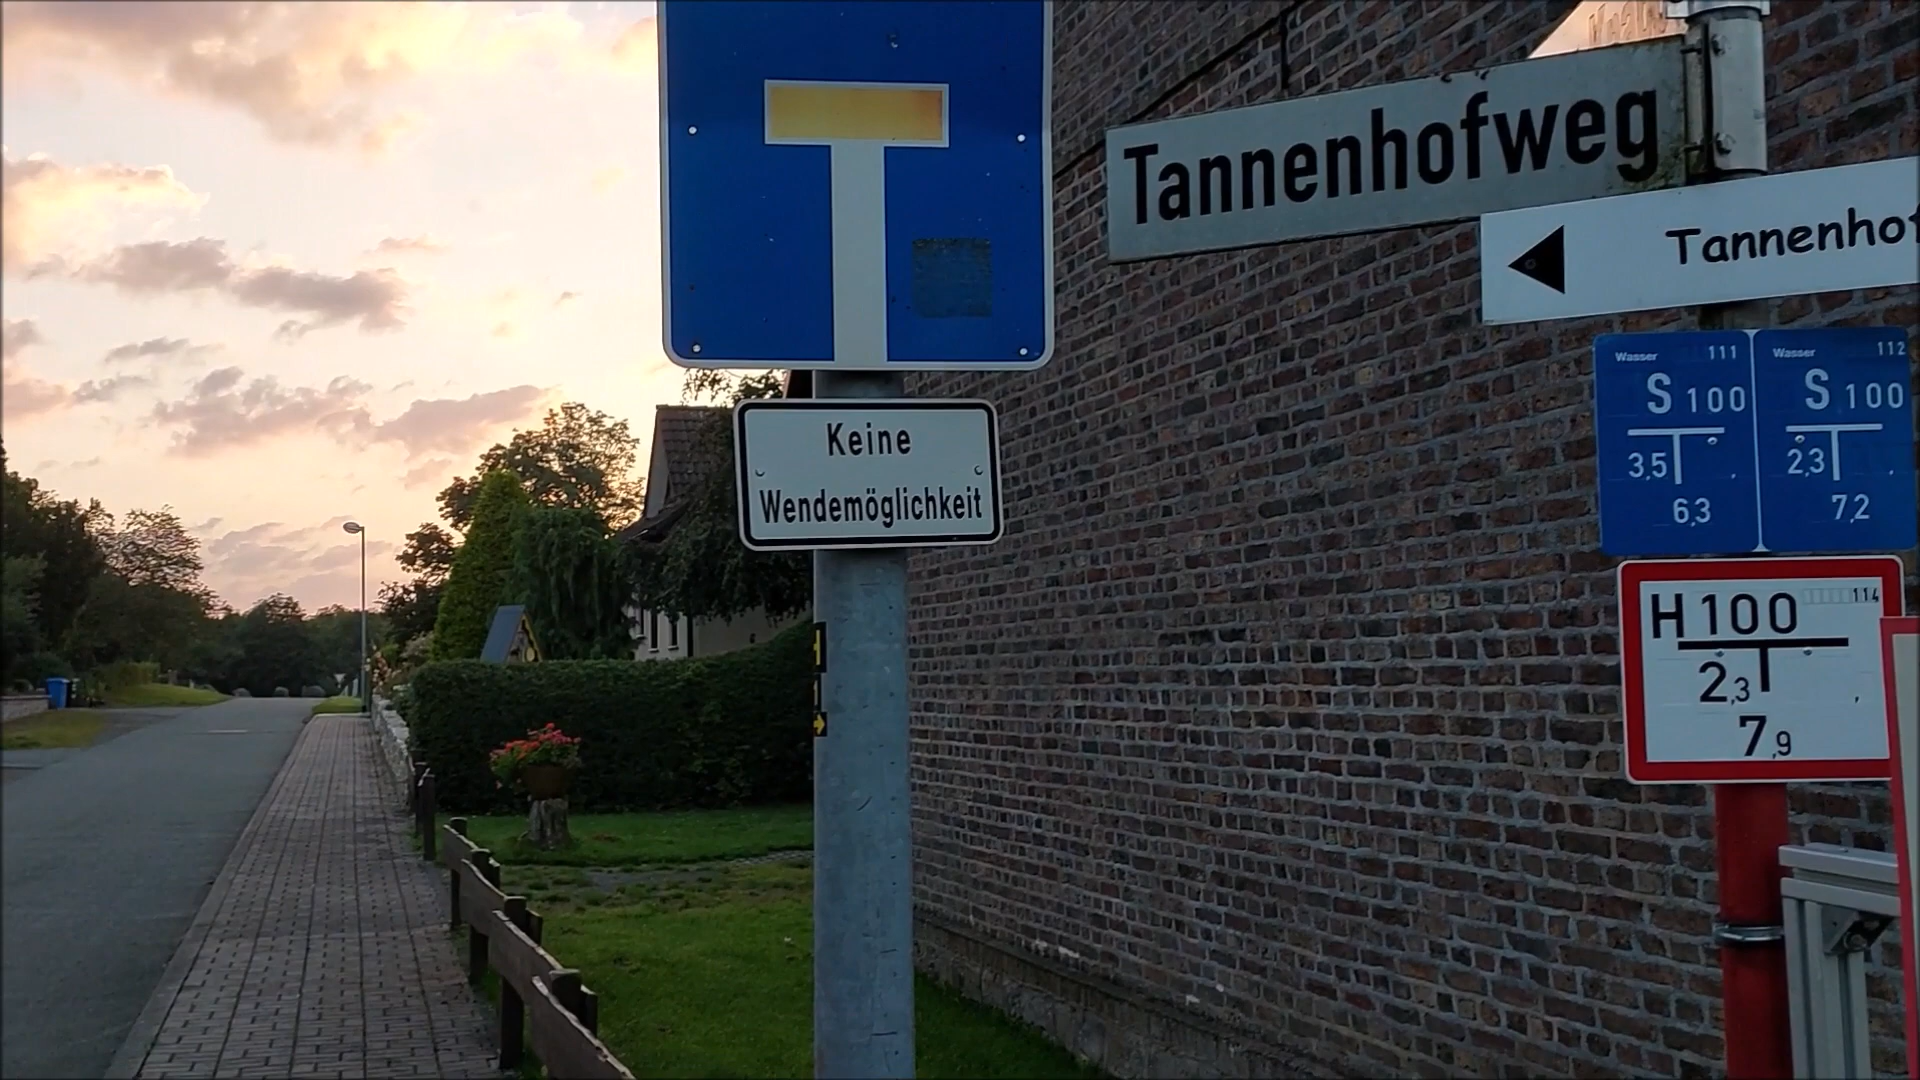 Tannenhofweg
Tannenho
Keine
Wendemöglichkeit
Wasser 111
S 100
3,5
6,3
Wasser 112
S 100
2,3
7,2
114
H 100
2,3
7,9